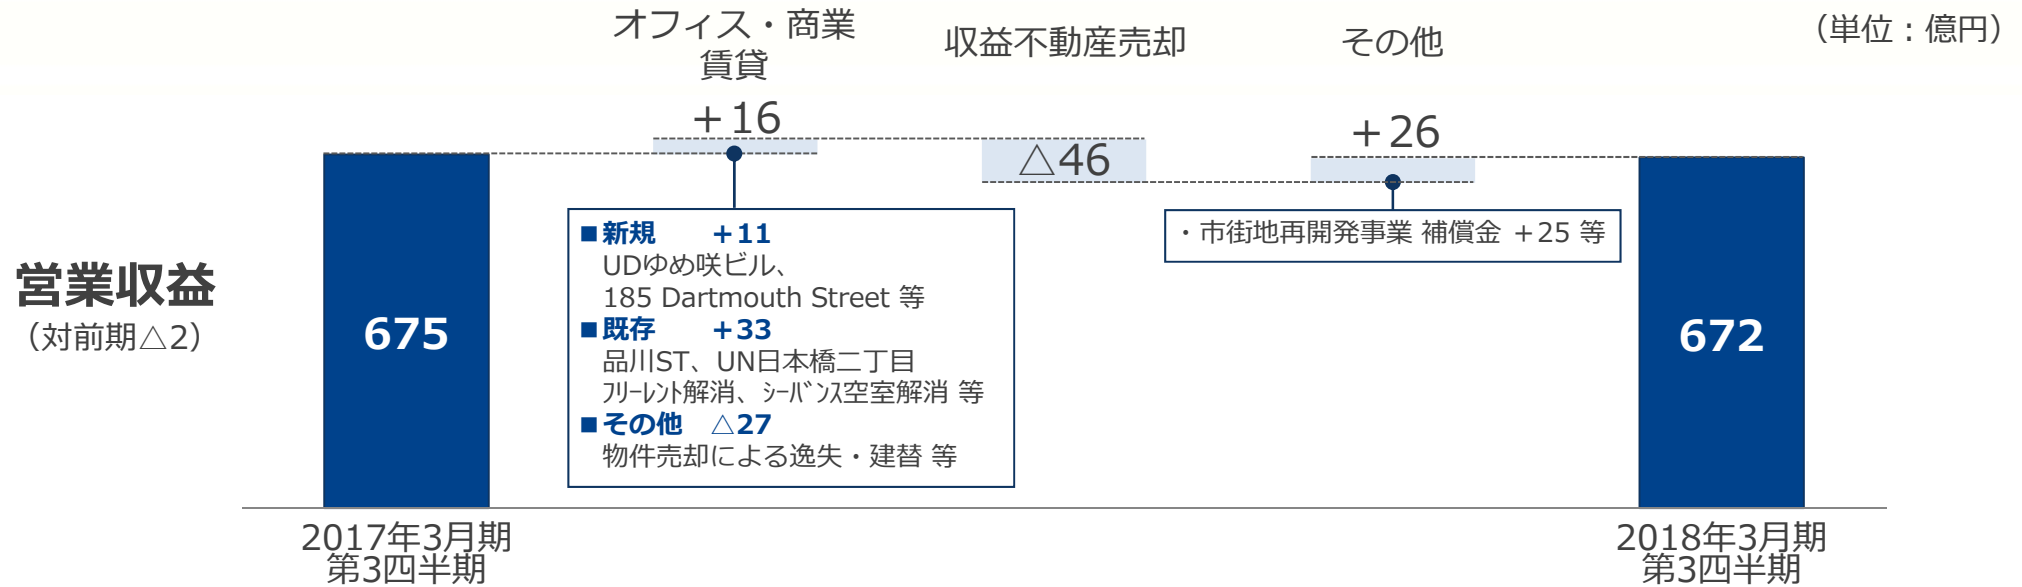 オフィス・商業
賃貸
収益不動産売却
その他
（単位：億円）
＋16
△46
＋26
■新規　＋11
UDゆめ咲ビル、
185 Dartmouth Street 等
■既存　＋33
品川ST、UN日本橋二丁目
ﾌﾘｰﾚﾝﾄ解消、ｼｰﾊﾞﾝｽ空室解消 等
■その他　△27
物件売却による逸失・建替 等
・市街地再開発事業 補償金 ＋25 等
営業収益
（対前期△2）
675
672
2017年3月期
第3四半期
2018年3月期
第3四半期